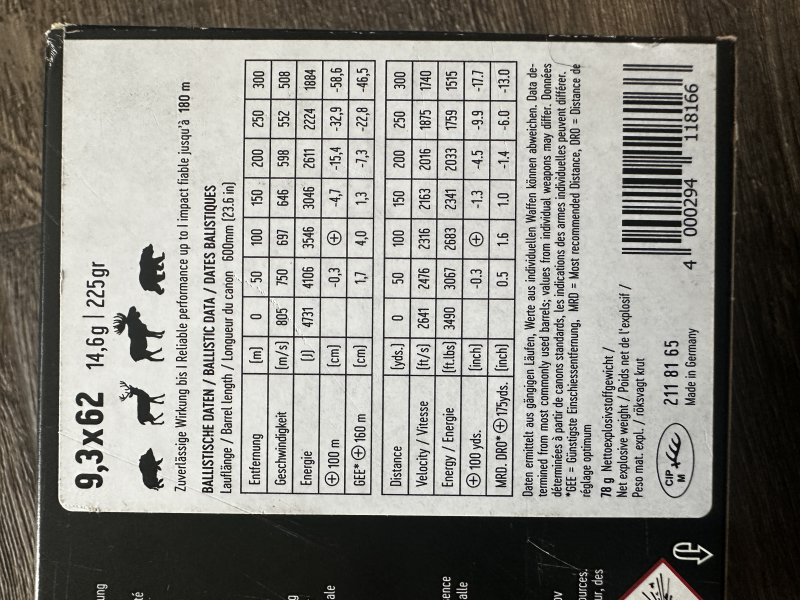 9,3x62 14,6g | 225gr
Zuverlässige Wirkung bis | Reliable performance up to | impact fiable jusqu'à 180 m
BALLISTISCHE DATEN / BALLISTIC DATA / DATES BALISTIQUES
Lauflänge / Barrel length / Longueur du canon 600mm [23.6 in]
Entfernung [m] 0 50 100 150 200 250 300
Geschwindigkeit [m/s] 805 750 697 646 598 552 508
Energie [J] 4731 4106 3546 3046 2611 2224 1884
⊕ 100 m [cm] -0,3 ⊕ -4,7 -15,4 -32,9 -58,6
GEE* ⊕ 160 m [cm] 1,7 4,0 1,3 -7,3 -22,8 -46,5
Distance [yds.] 0 50 100 150 200 250 300
Velocity / Vitesse [ft/s] 2641 2476 2316 2163 2016 1875 1740
Energy / Energie [ft.lbs] 3490 3067 2683 2341 2033 1759 1515
⊕ 100 yds. [inch] -0.3 ⊕ -1.3 -4.5 -9.9 -17.7
MRD. DRO* ⊕ 175yds. [inch] 0.5 1.6 1.0 -1.4 -6.0 -13.0
Daten ermittelt aus gängigen Läufen, Werte aus individuellen Waffen können abweichen. Data de-
termined from most commonly used barrels; values from individual weapons may differ. Données
déterminées à partir de canons standards, les indications des armes individuelles peuvent différer.
*GEE = Günstigste Einschiessentfernung, MRD = Most recommended Distance, DRO = Distance de
réglage optimum
78 g Nettoexplosivstoffgewicht /
Net explosive weight / Poids net de l'explosif /
Peso mat. expl. / röksvagt krut
CIP
M
211 81 65
Made in Germany
4 000294 118166
ung
té
g
ale
ence
alle
ov
ources.
ur, des